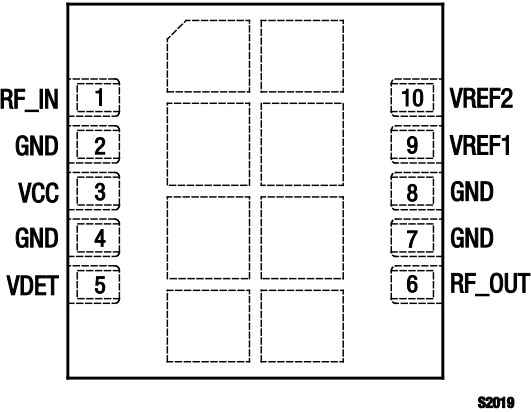 RF_IN 1 10 VREF2
GND 2 9 VREF1
VCC 3 8 GND
GND 4 7 GND
VDET 5 6 RF_OUT
S2019